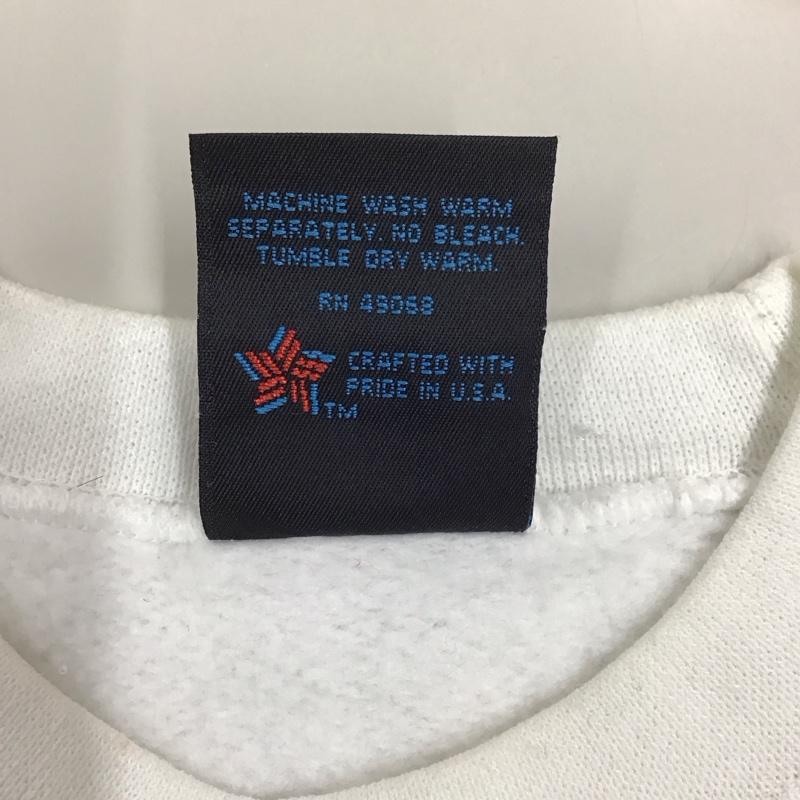 MACHINE WASH WARM
SEPARATELY. NO BLEACH.
TUMBLE DRY WARM.
RN 49068
CRAFTED WITH
PRIDE IN U.S.A.
TM